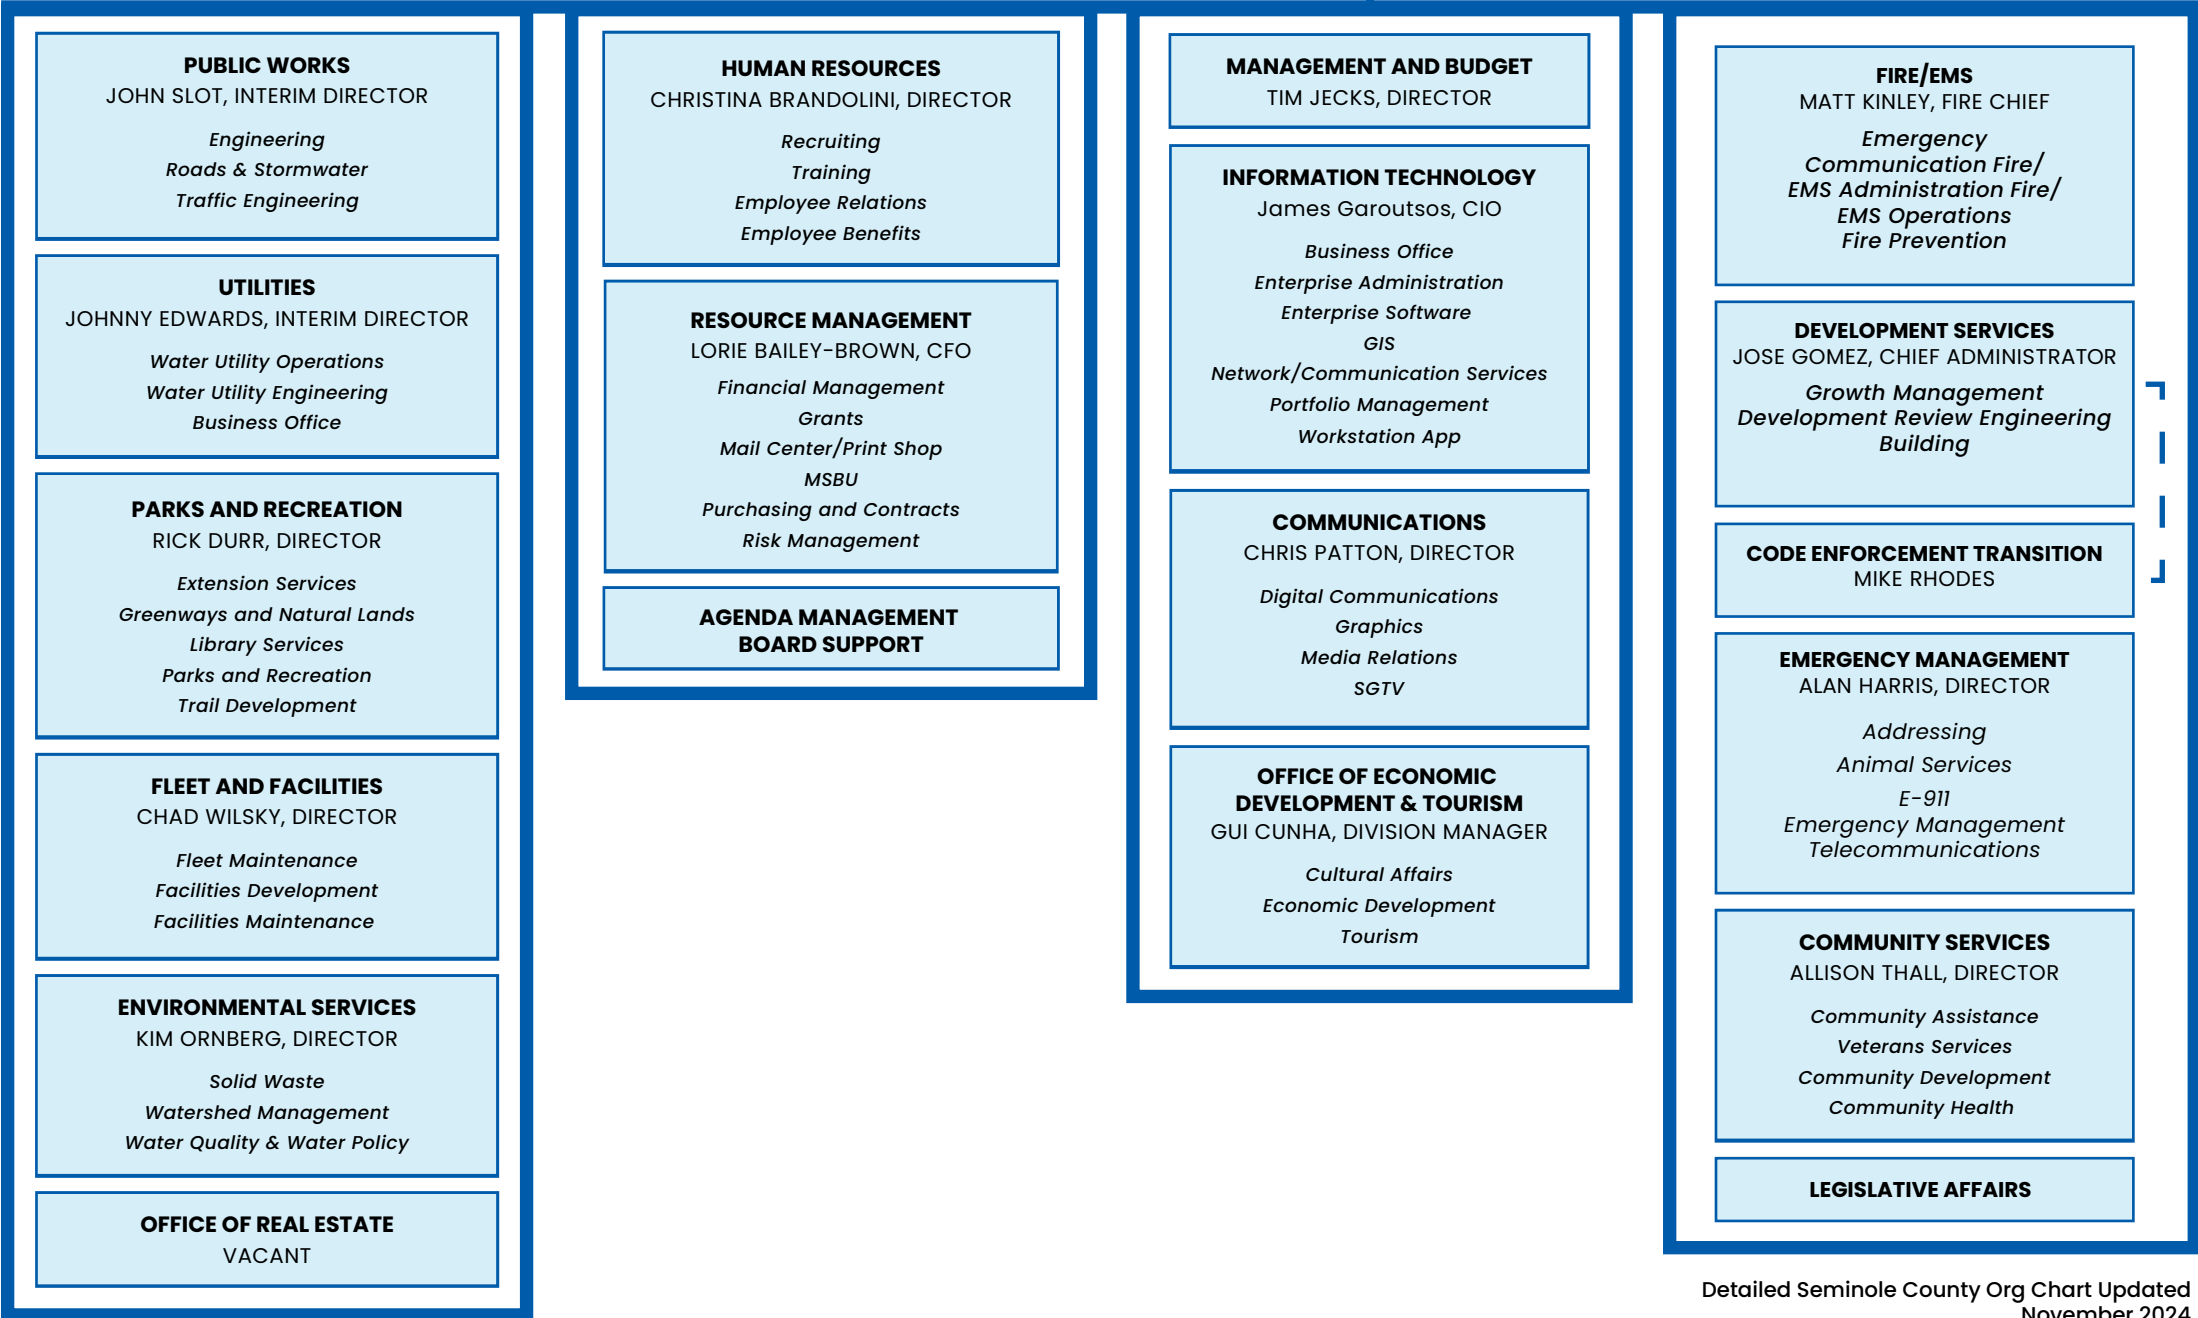 PUBLIC WORKS
JOHN SLOT, INTERIM DIRECTOR
Engineering
Roads & Stormwater
Traffic Engineering
UTILITIES
JOHNNY EDWARDS, INTERIM DIRECTOR
Water Utility Operations
Water Utility Engineering
Business Office
PARKS AND RECREATION
RICK DURR, DIRECTOR
Extension Services
Greenways and Natural Lands
Library Services
Parks and Recreation
Trail Development
FLEET AND FACILITIES
CHAD WILSKY, DIRECTOR
Fleet Maintenance
Facilities Development
Facilities Maintenance
ENVIRONMENTAL SERVICES
KIM ORNBERG, DIRECTOR
Solid Waste
Watershed Management
Water Quality & Water Policy
OFFICE OF REAL ESTATE
VACANT
HUMAN RESOURCES
CHRISTINA BRANDOLINI, DIRECTOR
Recruiting
Training
Employee Relations
Employee Benefits
RESOURCE MANAGEMENT
LORIE BAILEY-BROWN, CFO
Financial Management
Grants
Mail Center/Print Shop
MSBU
Purchasing and Contracts
Risk Management
AGENDA MANAGEMENT
BOARD SUPPORT
MANAGEMENT AND BUDGET
TIM JECKS, DIRECTOR
INFORMATION TECHNOLOGY
James Garoutsos, CIO
Business Office
Enterprise Administration
Enterprise Software
GIS
Network/Communication Services
Portfolio Management
Workstation App
COMMUNICATIONS
CHRIS PATTON, DIRECTOR
Digital Communications
Graphics
Media Relations
SGTV
OFFICE OF ECONOMIC
DEVELOPMENT & TOURISM
GUI CUNHA, DIVISION MANAGER
Cultural Affairs
Economic Development
Tourism
FIRE/EMS
MATT KINLEY, FIRE CHIEF
Emergency
Communication Fire/
EMS Administration Fire/
EMS Operations
Fire Prevention
DEVELOPMENT SERVICES
JOSE GOMEZ, CHIEF ADMINISTRATOR
Growth Management
Development Review Engineering
Building
CODE ENFORCEMENT TRANSITION
MIKE RHODES
EMERGENCY MANAGEMENT
ALAN HARRIS, DIRECTOR
Addressing
Animal Services
E-911
Emergency Management
Telecommunications
COMMUNITY SERVICES
ALLISON THALL, DIRECTOR
Community Assistance
Veterans Services
Community Development
Community Health
LEGISLATIVE AFFAIRS
Detailed Seminole County Org Chart Updated
November 2024